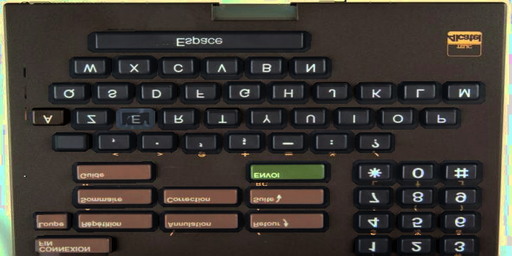 CONNEXION
FIN
1 2 3
Loupe Répétition Annulation Retour 4 5 6
Sommaire Correction Suite 7 8 9
Guide ENVOI * 0 #
, . ' ; - : ?
A Z E R T Y U I O P
Q S D F G H J K L M
W X C V B N
Espace
Alcatel